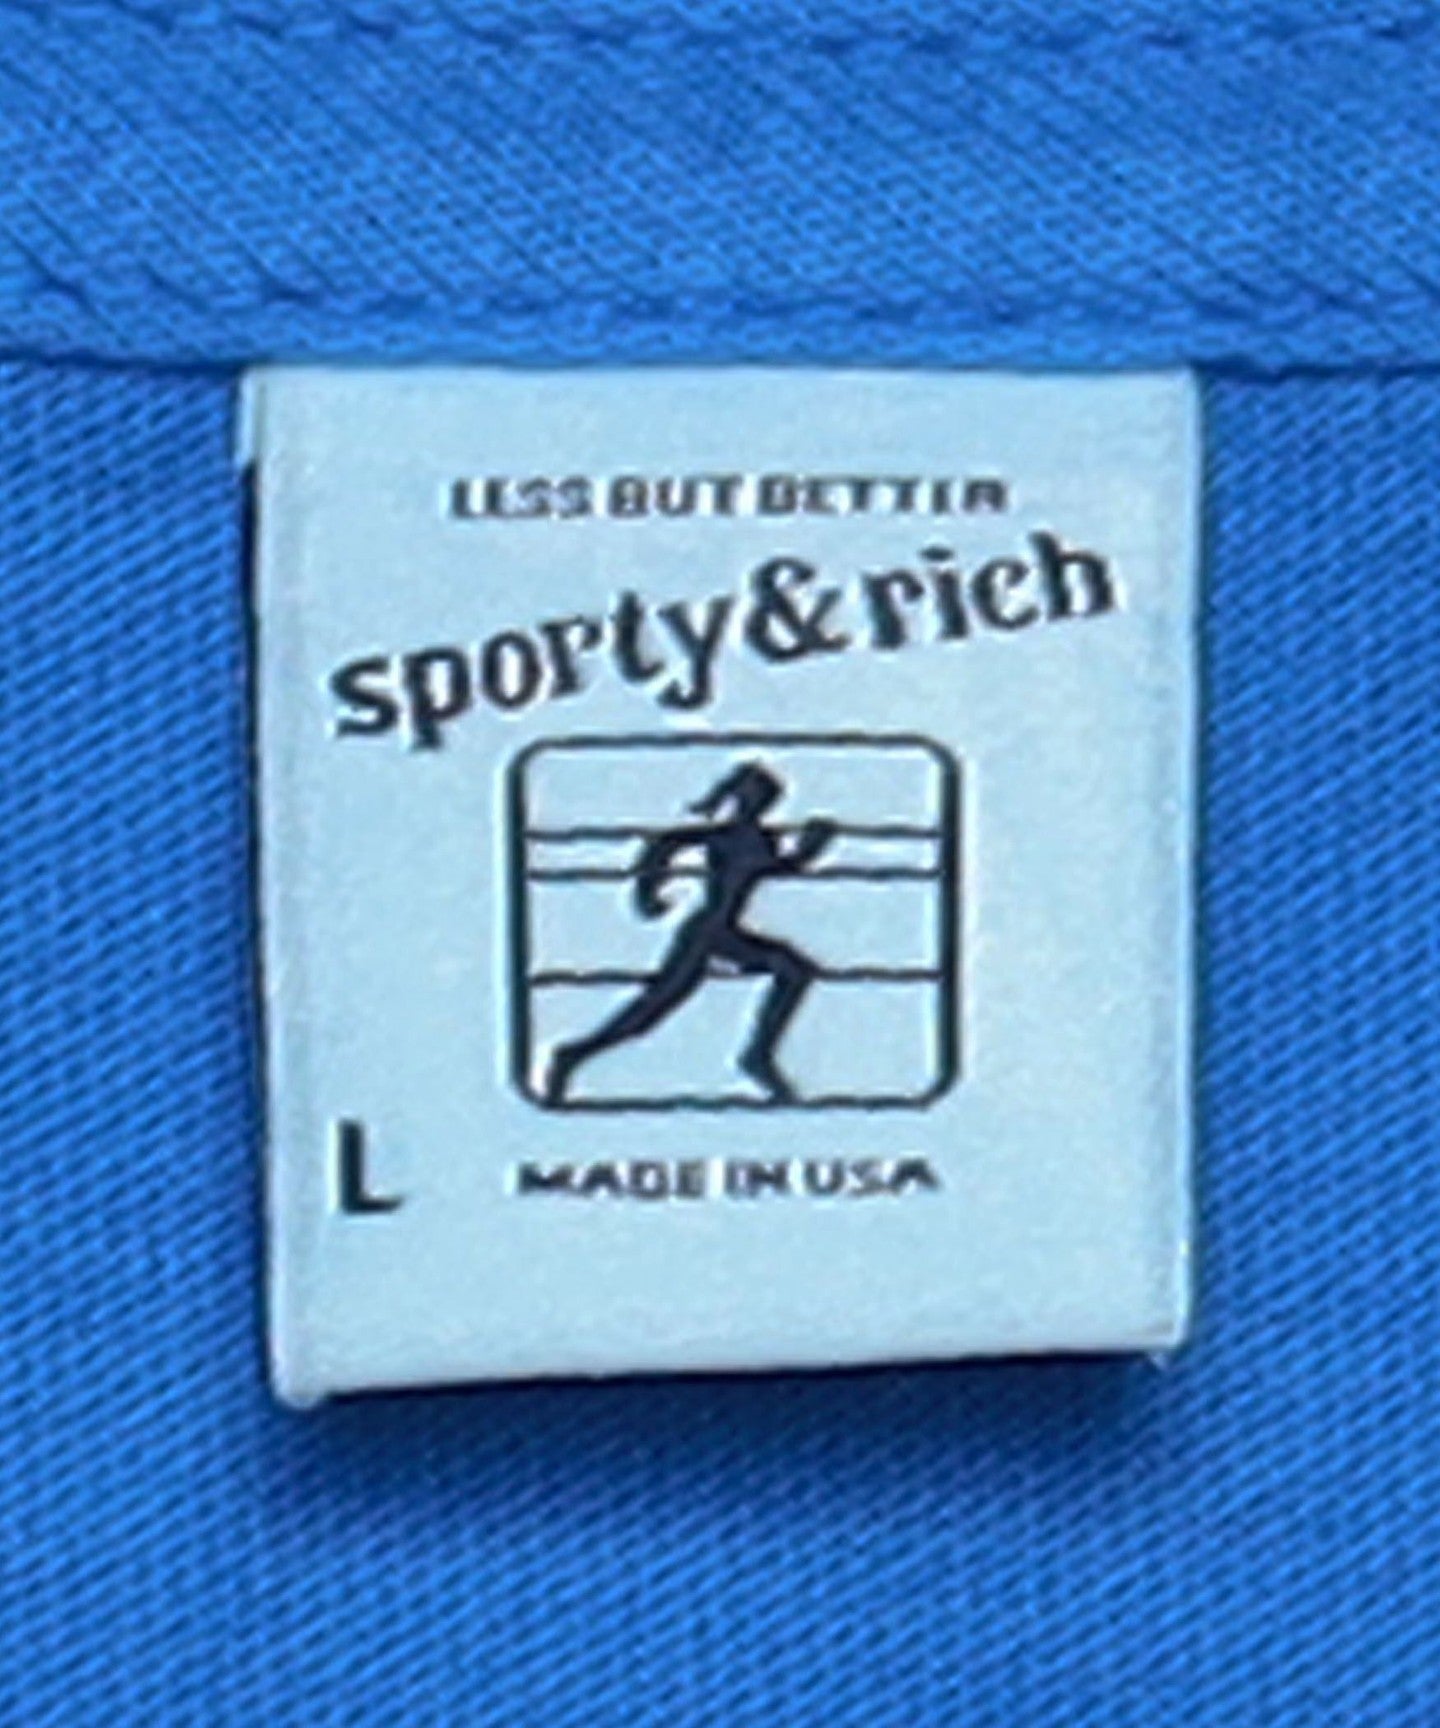 LESS BUT BETTER
sporty&rich
L
MADE IN USA